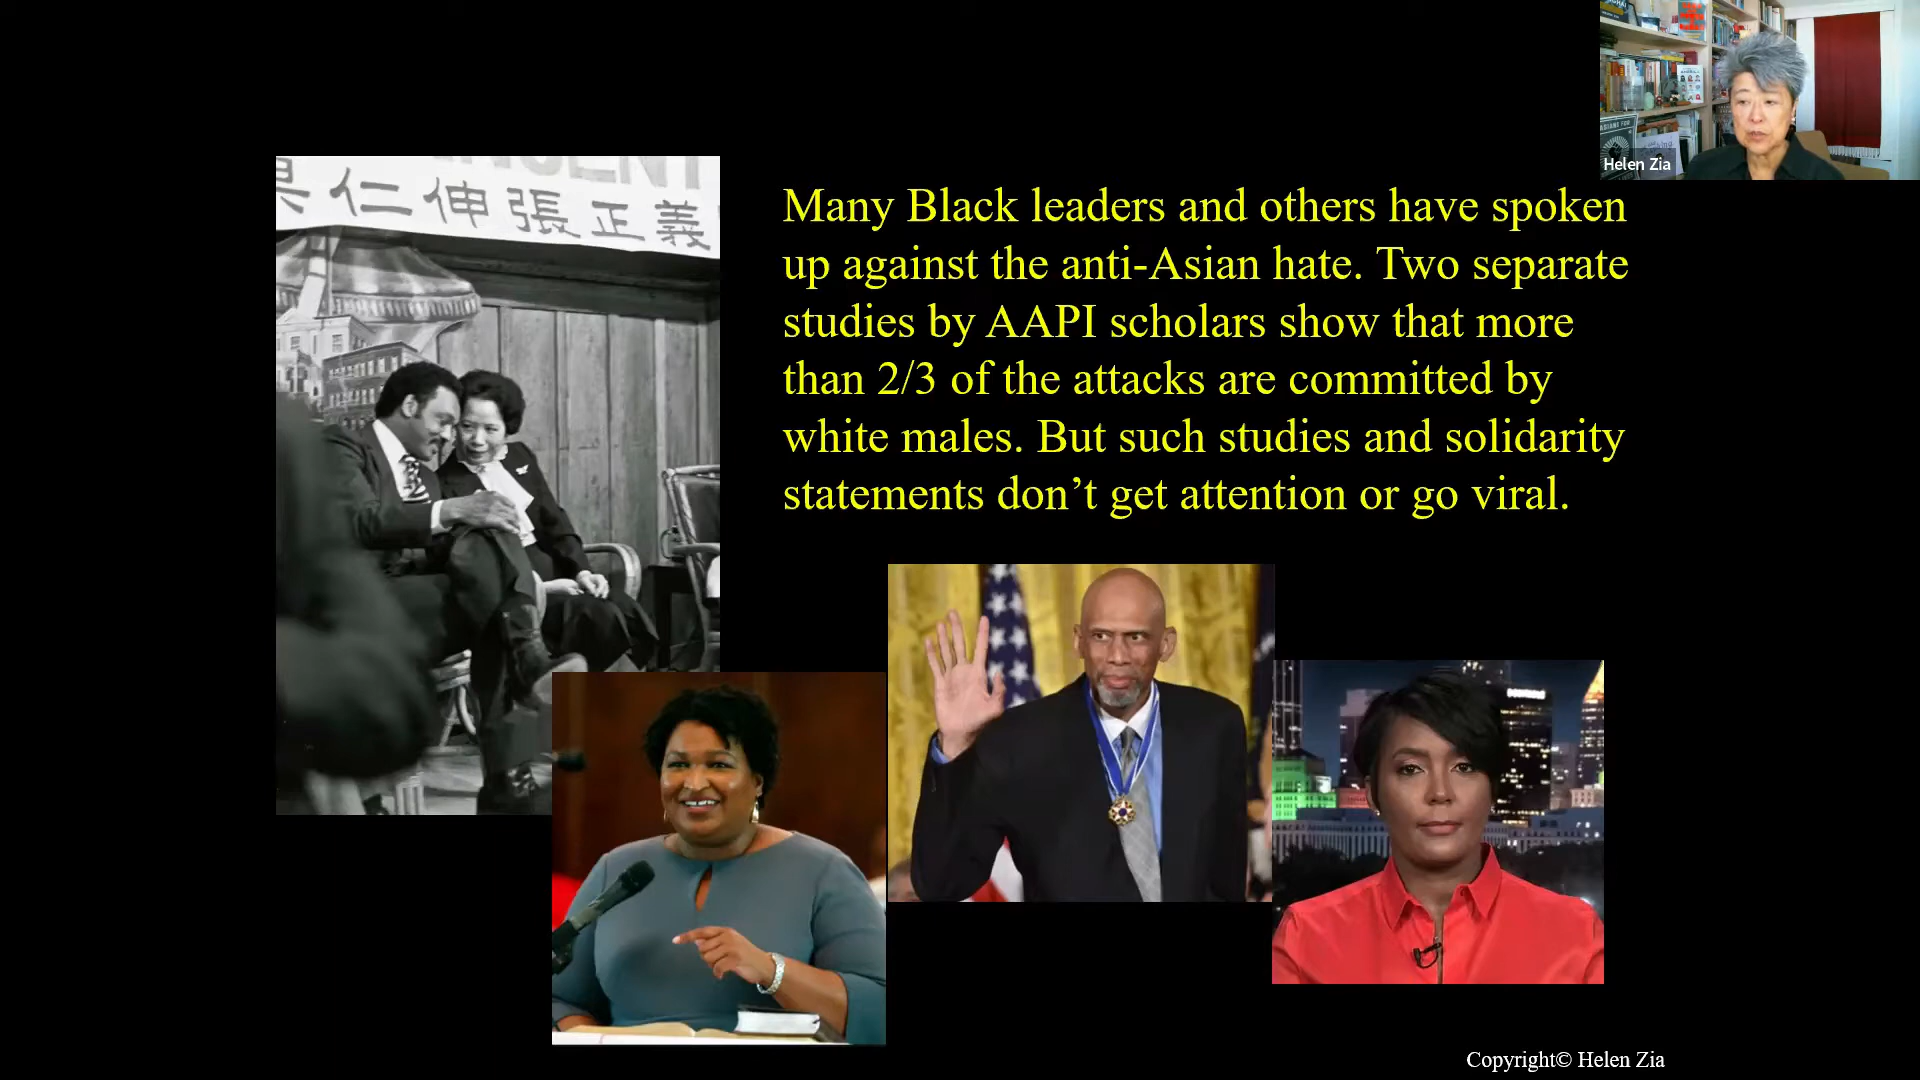 Helen Zia
仁伸張正義
Many Black leaders and others have spoken
up against the anti-Asian hate. Two separate
studies by AAPI scholars show that more
than 2/3 of the attacks are committed by
white males. But such studies and solidarity
statements don’t get attention or go viral.
Copyright© Helen Zia